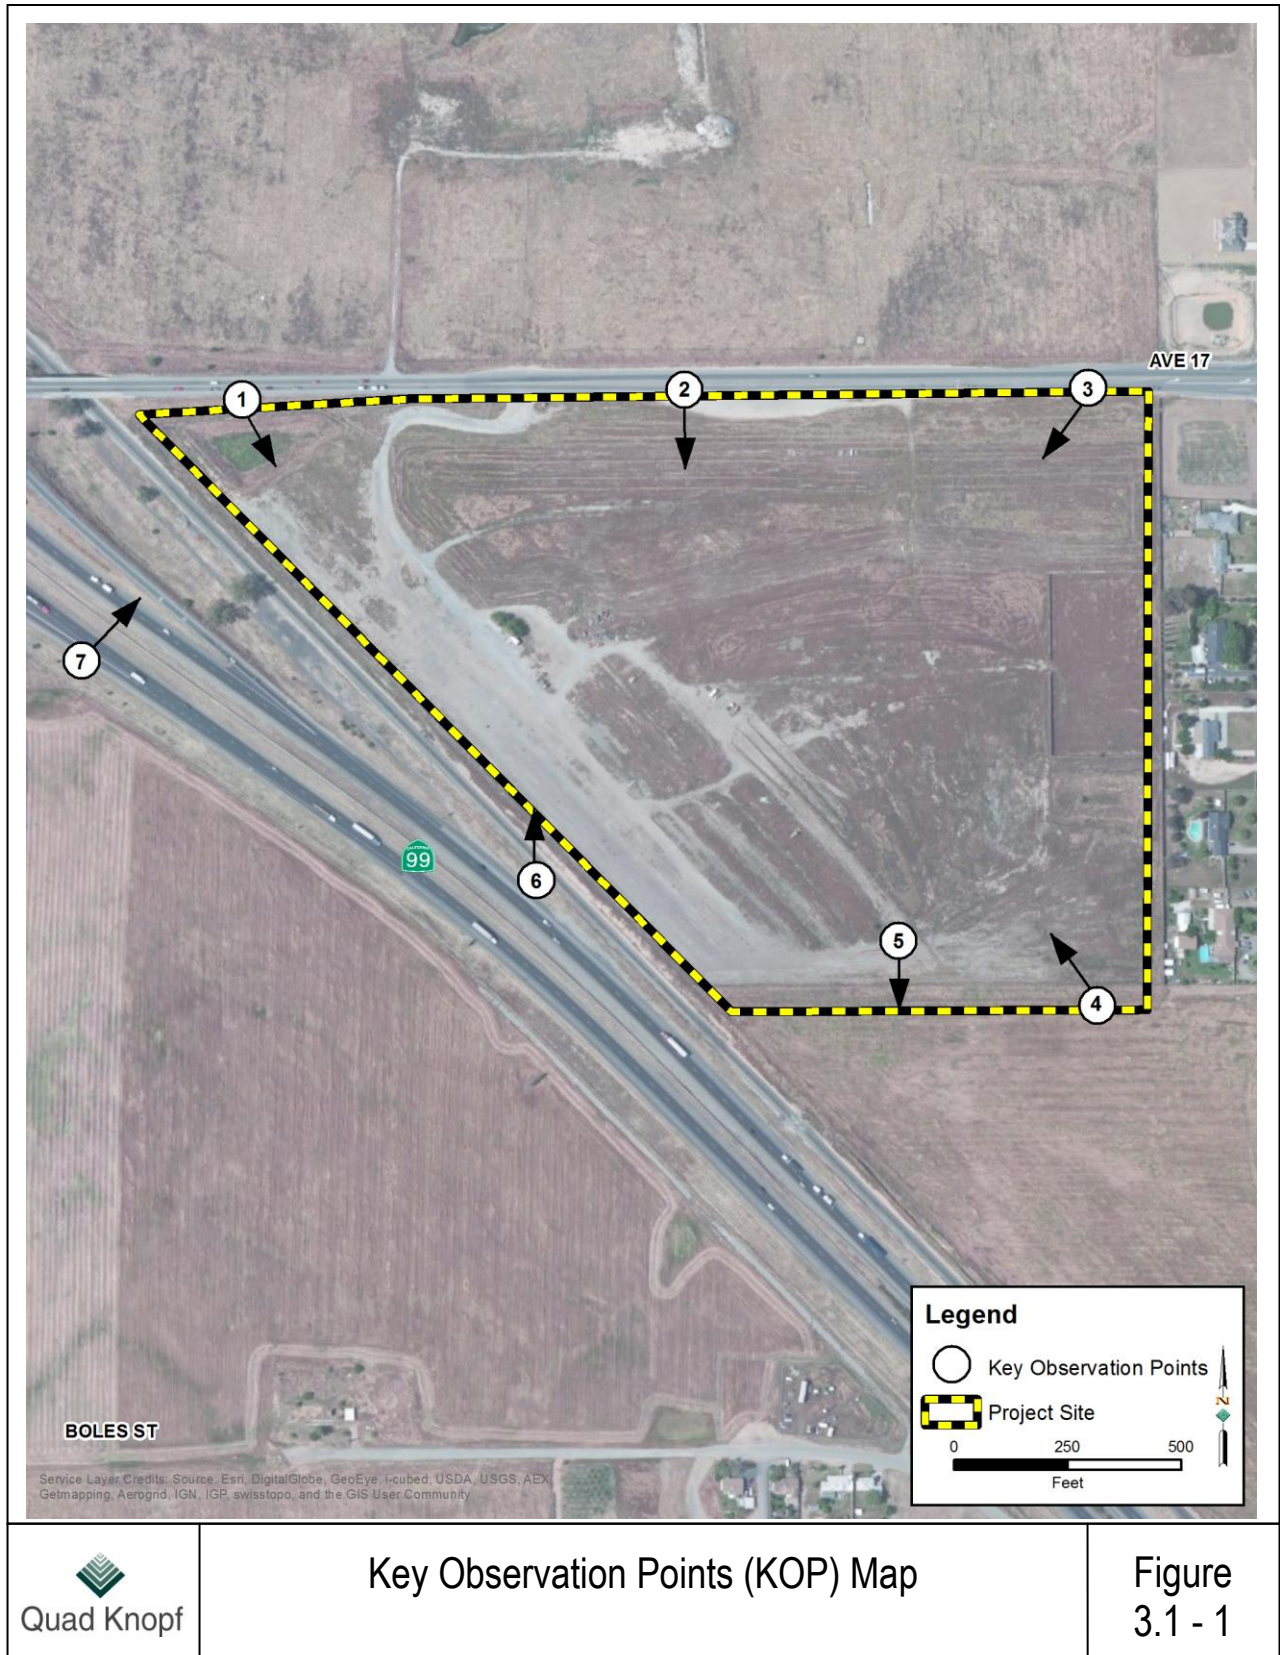 AVE 17
1
2
3
7
CALIFORNIA
99
6
5
4
Legend
Key Observation Points
Project Site
N
0 250 500
Feet
BOLES ST
Service Layer Credits: Source: Esri, DigitalGlobe, GeoEye, i-cubed, USDA, USGS, AEX,
Getmapping, Aerogrid, IGN, IGP, swisstopo, and the GIS User Community
Quad Knopf
Key Observation Points (KOP) Map
Figure
3.1 - 1